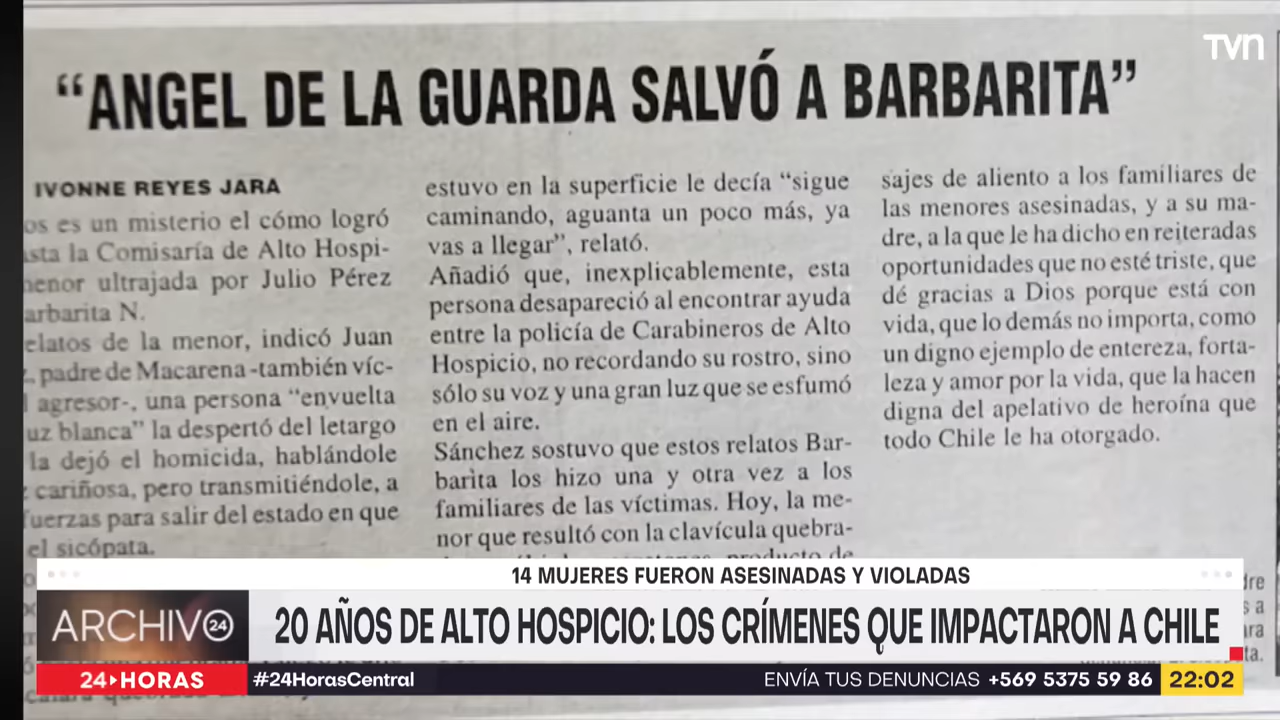 TVN
“ANGEL DE LA GUARDA SALVÓ A BARBARITA”
IVONNE REYES JARA
os es un misterio el cómo logró
sta la Comisaría de Alto Hospi-
enor ultrajada por Julio Pérez
arbarita N.
elatos de la menor, indicó Juan
, padre de Macarena -también víc-
l agresor-, una persona “envuelta
uz blanca” la despertó del letargo
la dejó el homicida, hablándole
cariñosa, pero transmitiéndole, a
fuerzas para salir del estado en que
el sicópata.
estuvo en la superficie le decía “sigue
caminando, aguanta un poco más, ya
vas a llegar”, relató.
Añadió que, inexplicablemente, esta
persona desapareció al encontrar ayuda
entre la policía de Carabineros de Alto
Hospicio, no recordando su rostro, sino
sólo su voz y una gran luz que se esfumó
en el aire.
Sánchez sostuvo que estos relatos Bar-
barita los hizo una y otra vez a los
familiares de las víctimas. Hoy, la me-
nor que resultó con la clavícula quebra-
producto de
sajes de aliento a los familiares de
las menores asesinadas, y a su ma-
dre, a la que le ha dicho en reiteradas
oportunidades que no esté triste, que
dé gracias a Dios porque está con
vida, que lo demás no importa, como
un digno ejemplo de entereza, forta-
leza y amor por la vida, que la hacen
digna del apelativo de heroína que
todo Chile le ha otorgado.
14 MUJERES FUERON ASESINADAS Y VIOLADAS
ARCHIVO 24
20 AÑOS DE ALTO HOSPICIO: LOS CRÍMENES QUE IMPACTARON A CHILE
24 HORAS
#24HorasCentral
ENVÍA TUS DENUNCIAS +569 5375 59 86
22:02